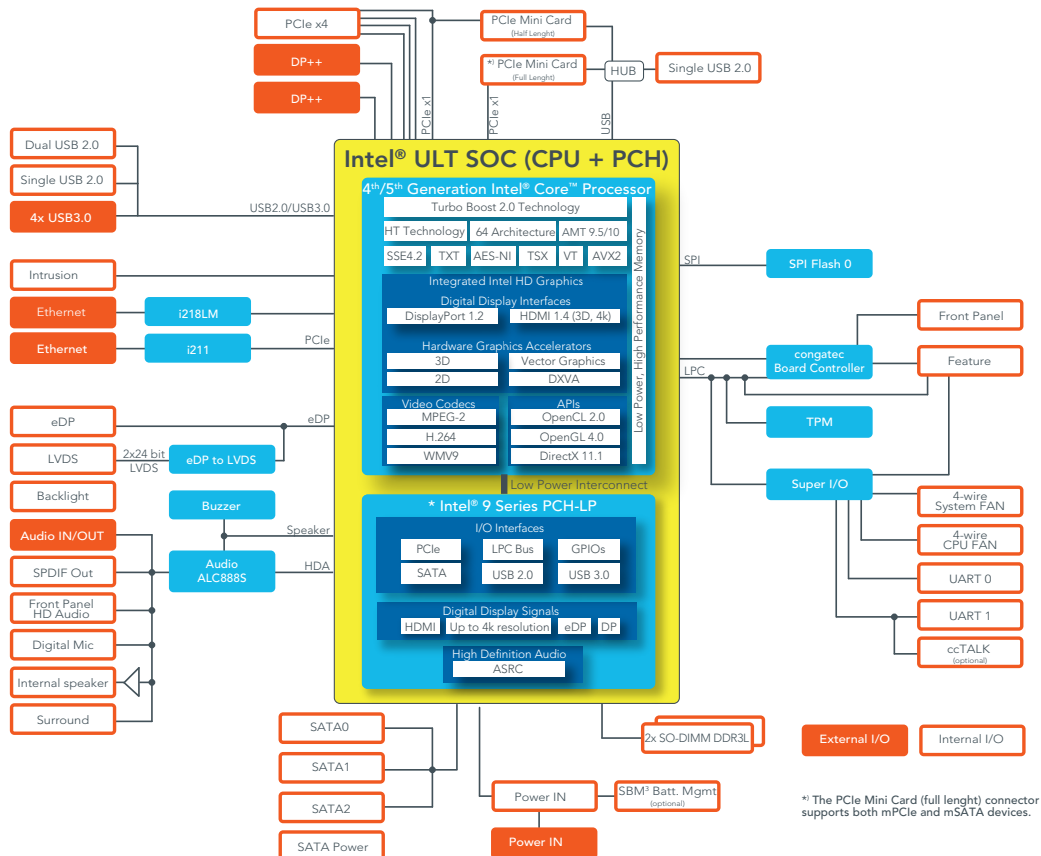 PCIe x4
DP++
DP++
PCIe Mini Card
(Half Lenght)
*) PCIe Mini Card
(Full Lenght)
HUB
Single USB 2.0
PCIe x1
PCIe x1
USB
Dual USB 2.0
Single USB 2.0
4x USB3.0
USB2.0/USB3.0
Intrusion
Ethernet
i218LM
Ethernet
i211
PCIe
eDP
eDP
LVDS
2x24 bit
LVDS
eDP to LVDS
Backlight
Buzzer
Speaker
Audio IN/OUT
Audio
ALC888S
HDA
SPDIF Out
Front Panel
HD Audio
Digital Mic
Internal speaker
Surround
Intel® ULT SOC (CPU + PCH)
4th/5th Generation Intel® Core™ Processor
Turbo Boost 2.0 Technology
HT Technology
64 Architecture
AMT 9.5/10
SSE4.2
TXT
AES-NI
TSX
VT
AVX2
Low Power, High Performance Memory
Integrated Intel HD Graphics
Digital Display Interfaces
DisplayPort 1.2
HDMI 1.4 (3D, 4k)
Hardware Graphics Accelerators
3D
Vector Graphics
2D
DXVA
Video Codecs
MPEG-2
H.264
WMV9
APIs
OpenCL 2.0
OpenGL 4.0
DirectX 11.1
Low Power Interconnect
* Intel® 9 Series PCH-LP
I/O Interfaces
PCIe
LPC Bus
GPIOs
SATA
USB 2.0
USB 3.0
Digital Display Signals
HDMI
Up to 4k resolution
eDP
DP
High Definition Audio
ASRC
SPI
SPI Flash 0
LPC
congatec
Board Controller
Front Panel
Feature
TPM
Super I/O
4-wire
System FAN
4-wire
CPU FAN
UART 0
UART 1
ccTALK
(optional)
SATA0
SATA1
SATA2
SATA Power
2x SO-DIMM DDR3L
Power IN
SBM³ Batt. Mgmt
(optional)
Power IN
External I/O
Internal I/O
*) The PCIe Mini Card (full lenght) connector
supports both mPCIe and mSATA devices.